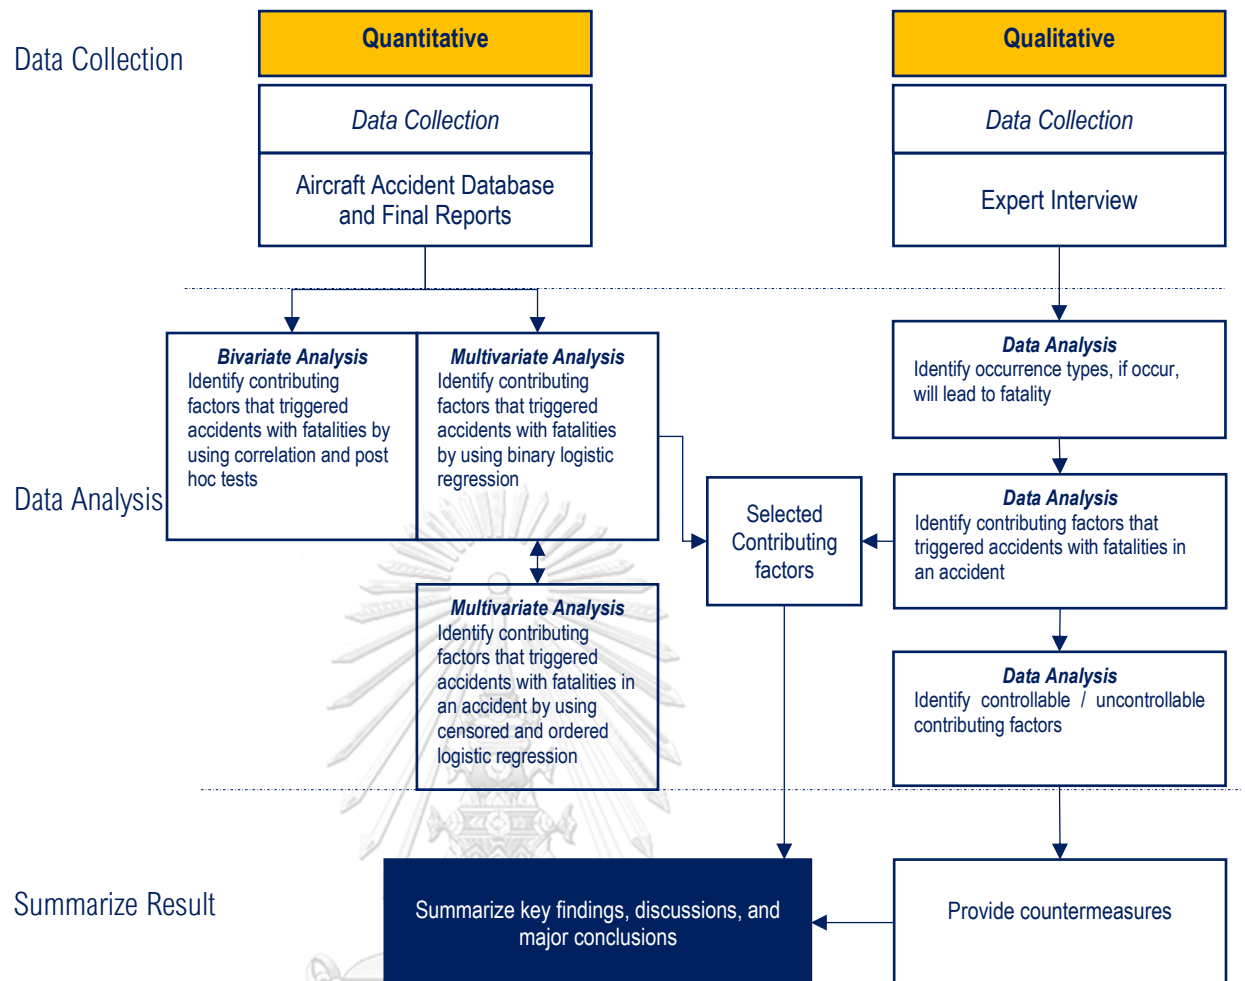 Data Collection
Quantitative
Data Collection
Aircraft Accident Database
and Final Reports
Qualitative
Data Collection
Expert Interview
Data Analysis
Bivariate Analysis
Identify contributing
factors that triggered
accidents with fatalities by
using correlation and post
hoc tests
Multivariate Analysis
Identify contributing
factors that triggered
accidents with fatalities
by using binary logistic
regression
Multivariate Analysis
Identify contributing
factors that triggered
accidents with fatalities in
an accident by using
censored and ordered
logistic regression
Selected
Contributing
factors
Data Analysis
Identify occurrence types, if occur,
will lead to fatality
Data Analysis
Identify contributing factors that
triggered accidents with fatalities in
an accident
Data Analysis
Identify controllable / uncontrollable
contributing factors
Summarize Result
Summarize key findings, discussions, and
major conclusions
Provide countermeasures